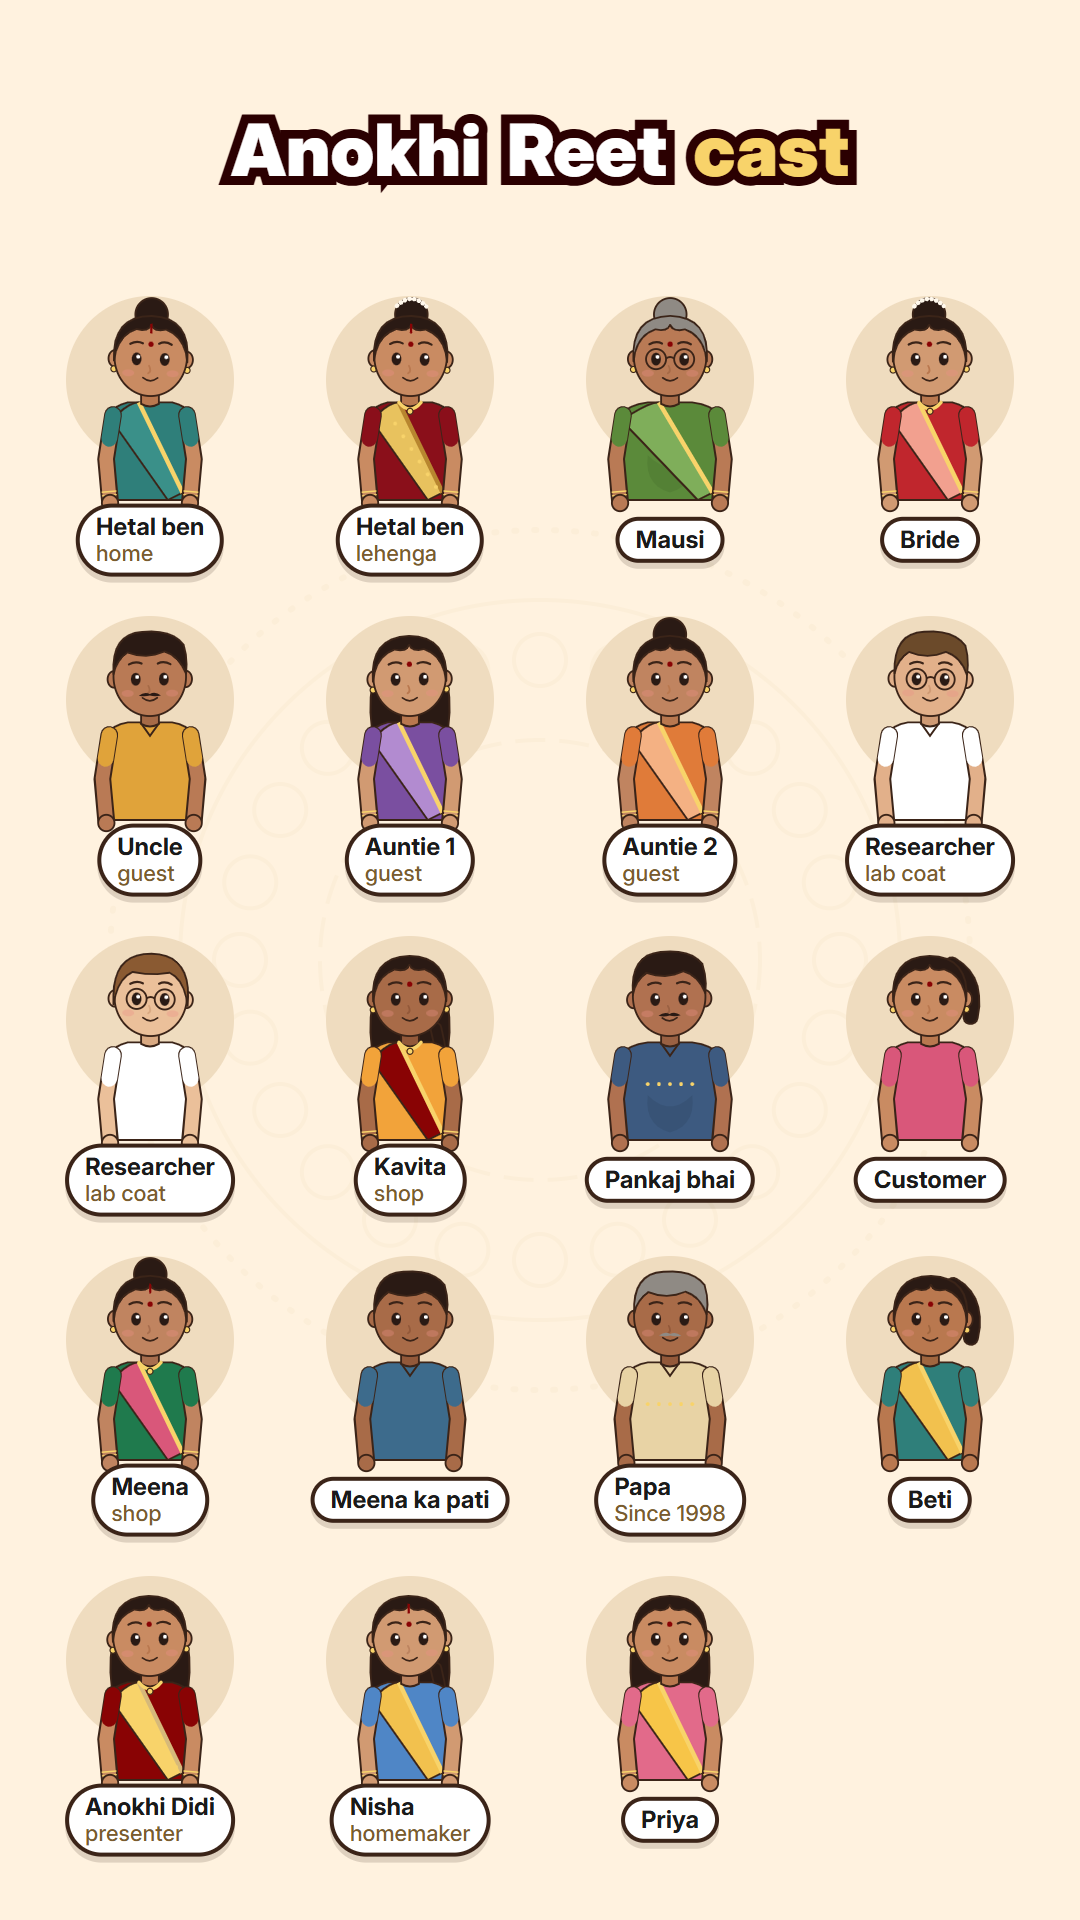 Anokhi Reet cast
Hetal ben
home
Hetal ben
lehenga
Mausi
Bride
Uncle
guest
Auntie 1
guest
Auntie 2
guest
Researcher
lab coat
Researcher
lab coat
Kavita
shop
Pankaj bhai
Customer
Meena
shop
Meena ka pati
Papa
Since 1998
Beti
Anokhi Didi
presenter
Nisha
homemaker
Priya